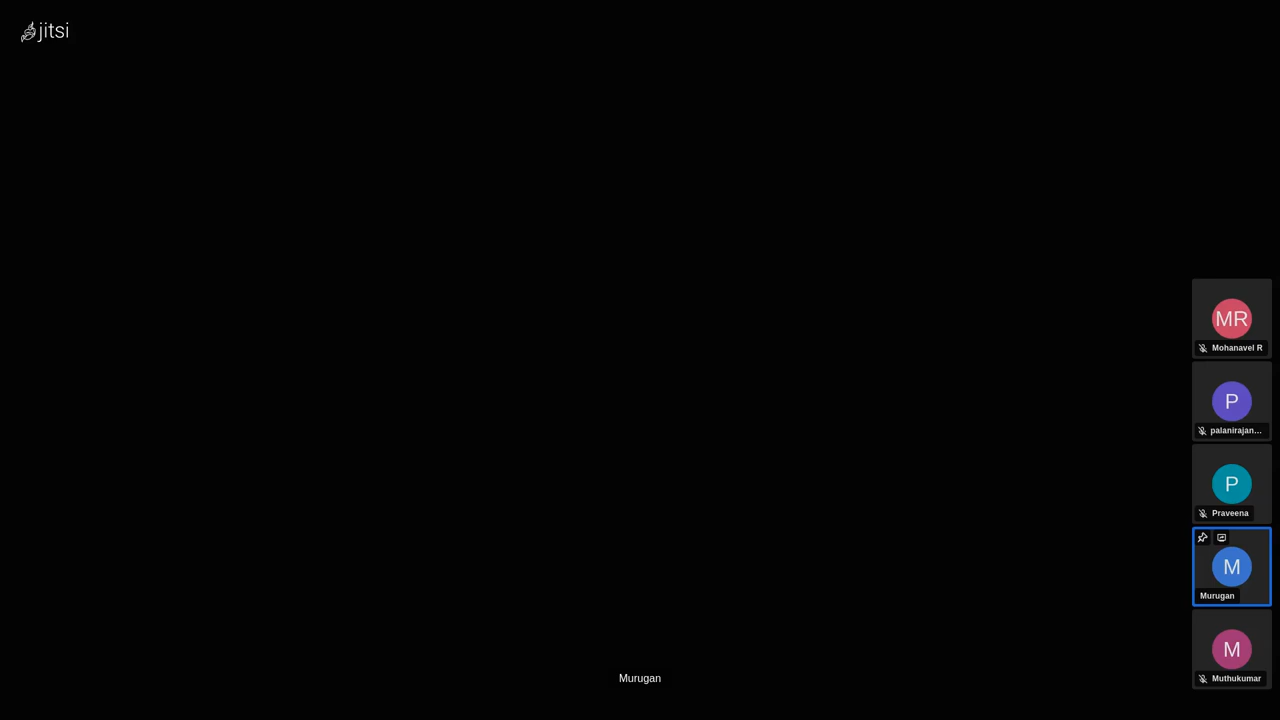 jitsi
MR
Mohanavel R
P
palanirajan...
P
Praveena
M
Murugan
M
Muthukumar
Murugan